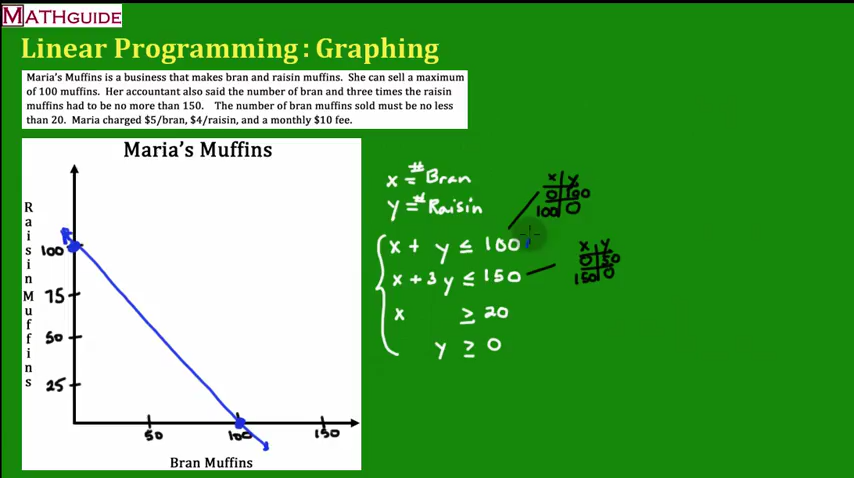 MATHGUIDE
Linear Programming: Graphing
Maria's Muffins is a business that makes bran and raisin muffins. She can sell a maximum
of 100 muffins. Her accountant also said the number of bran and three times the raisin
muffins had to be no more than 150. The number of bran muffins sold must be no less
than 20. Maria charged $5/bran, $4/raisin, and a monthly $10 fee.
Maria's Muffins
Raisin Muffins
100
15
50
25
50 100 150
Bran Muffins
x = # Bran
y = # Raisin
x + y ≤ 100
x + 3y ≤ 150
x ≥ 20
y ≥ 0
x y
0 100
100 0
x y
0 50
150 0